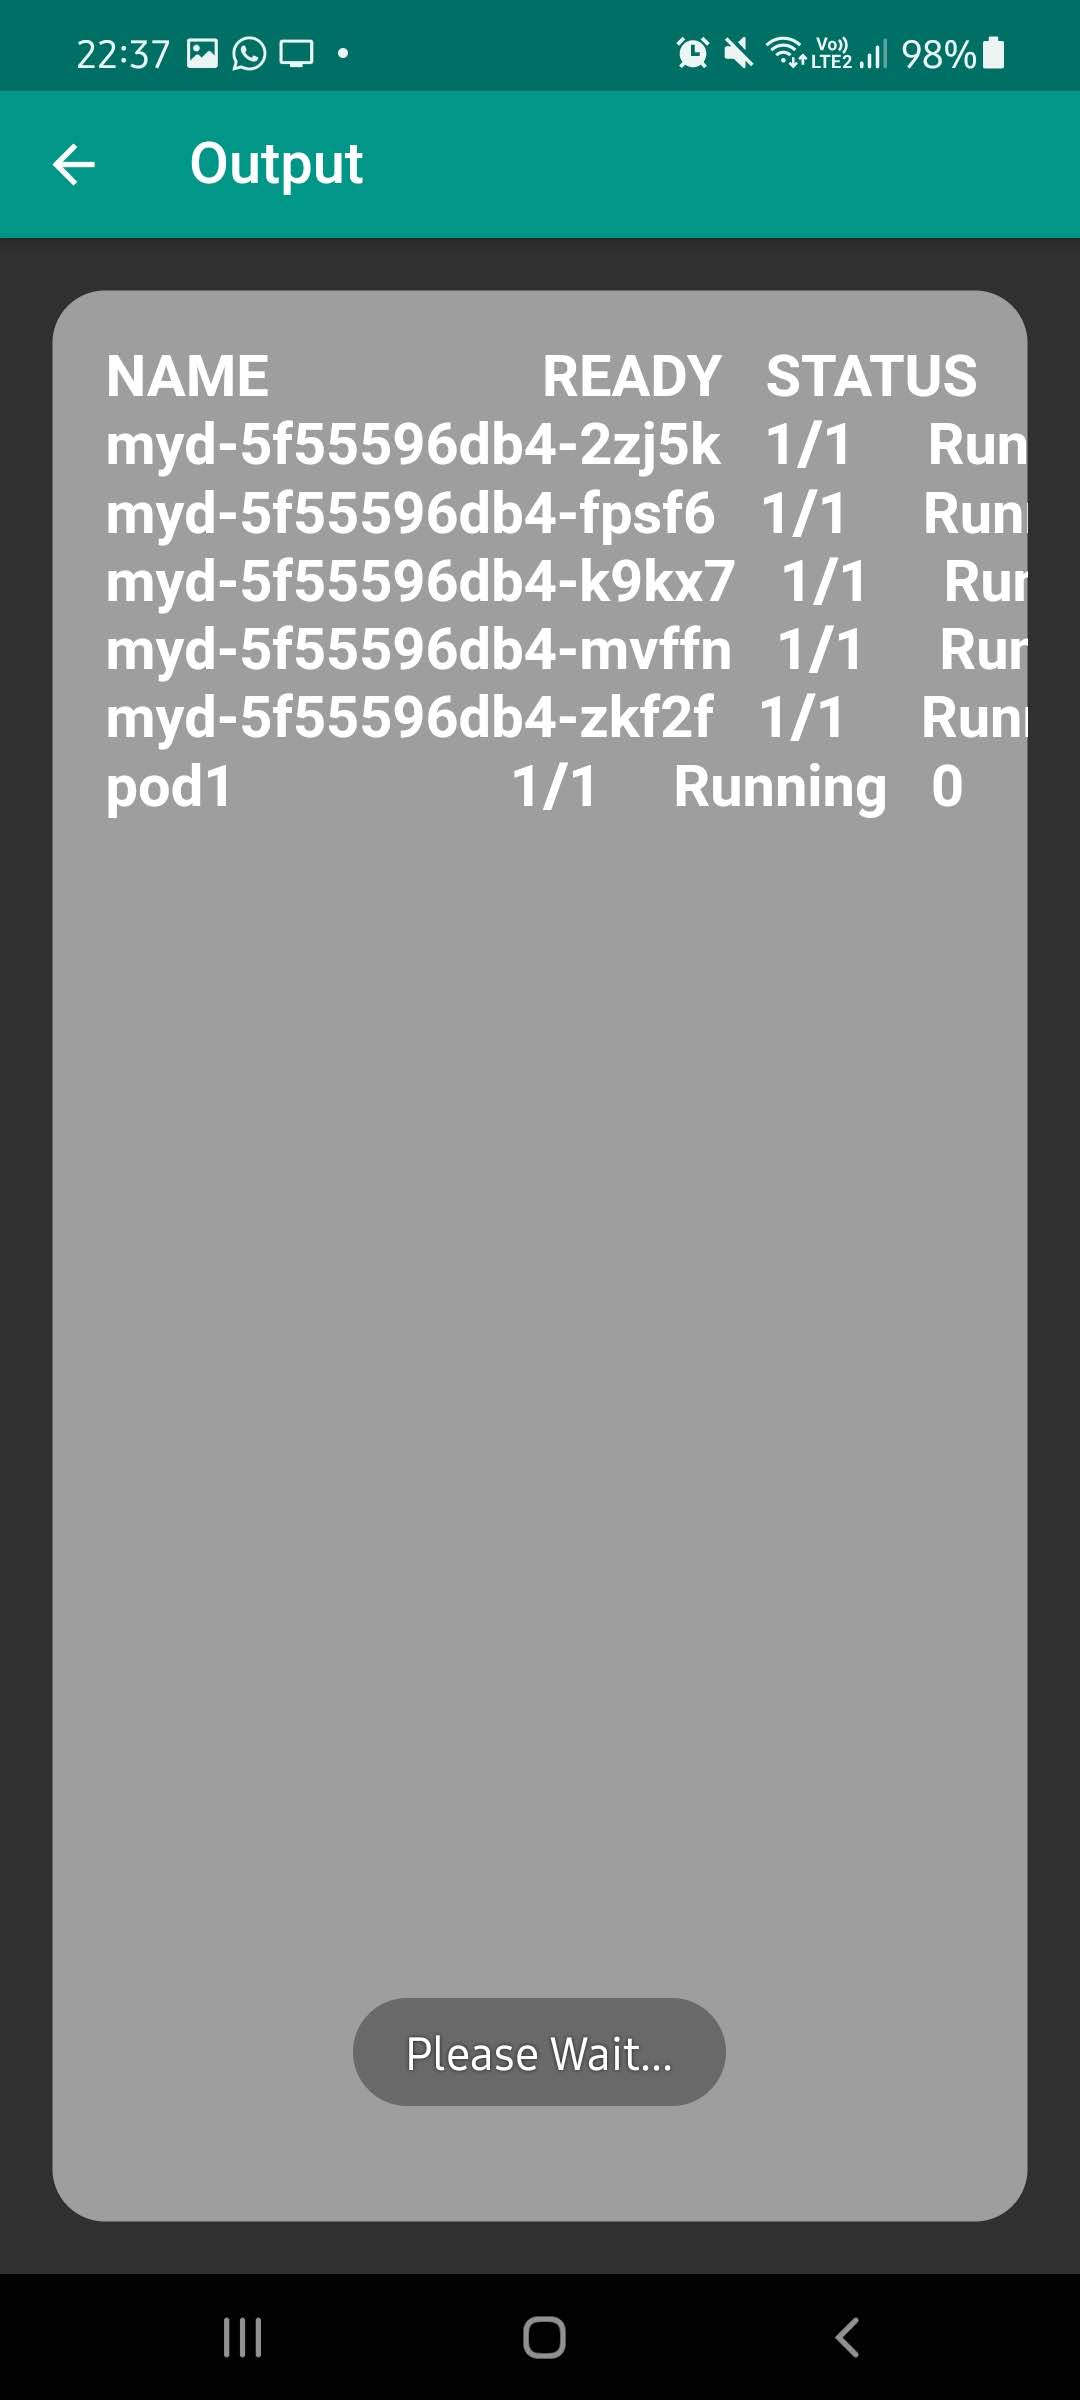 22:37 Vo)) LTE2 98%
Output
NAME READY STATUS
myd-5f55596db4-2zj5k 1/1 Run
myd-5f55596db4-fpsf6 1/1 Run
myd-5f55596db4-k9kx7 1/1 Run
myd-5f55596db4-mvffn 1/1 Run
myd-5f55596db4-zkf2f 1/1 Run
pod1 1/1 Running 0
Please Wait...